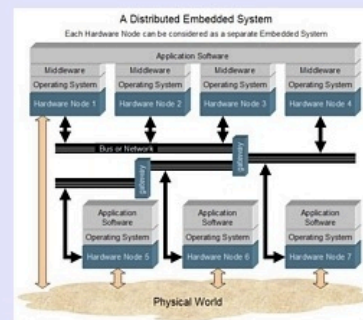 A Distributed Embedded System
Each Hardware Node can be considered as a separate Embedded System
Application Software
Middleware Middleware Middleware Middleware
Operating System Operating System Operating System Operating System
Hardware Node 1 Hardware Node 2 Hardware Node 3 Hardware Node 4
Bus or Network
gateway
gateway
Application Software Application Software Application Software
Operating System Operating System Operating System
Hardware Node 5 Hardware Node 6 Hardware Node 7
Physical World